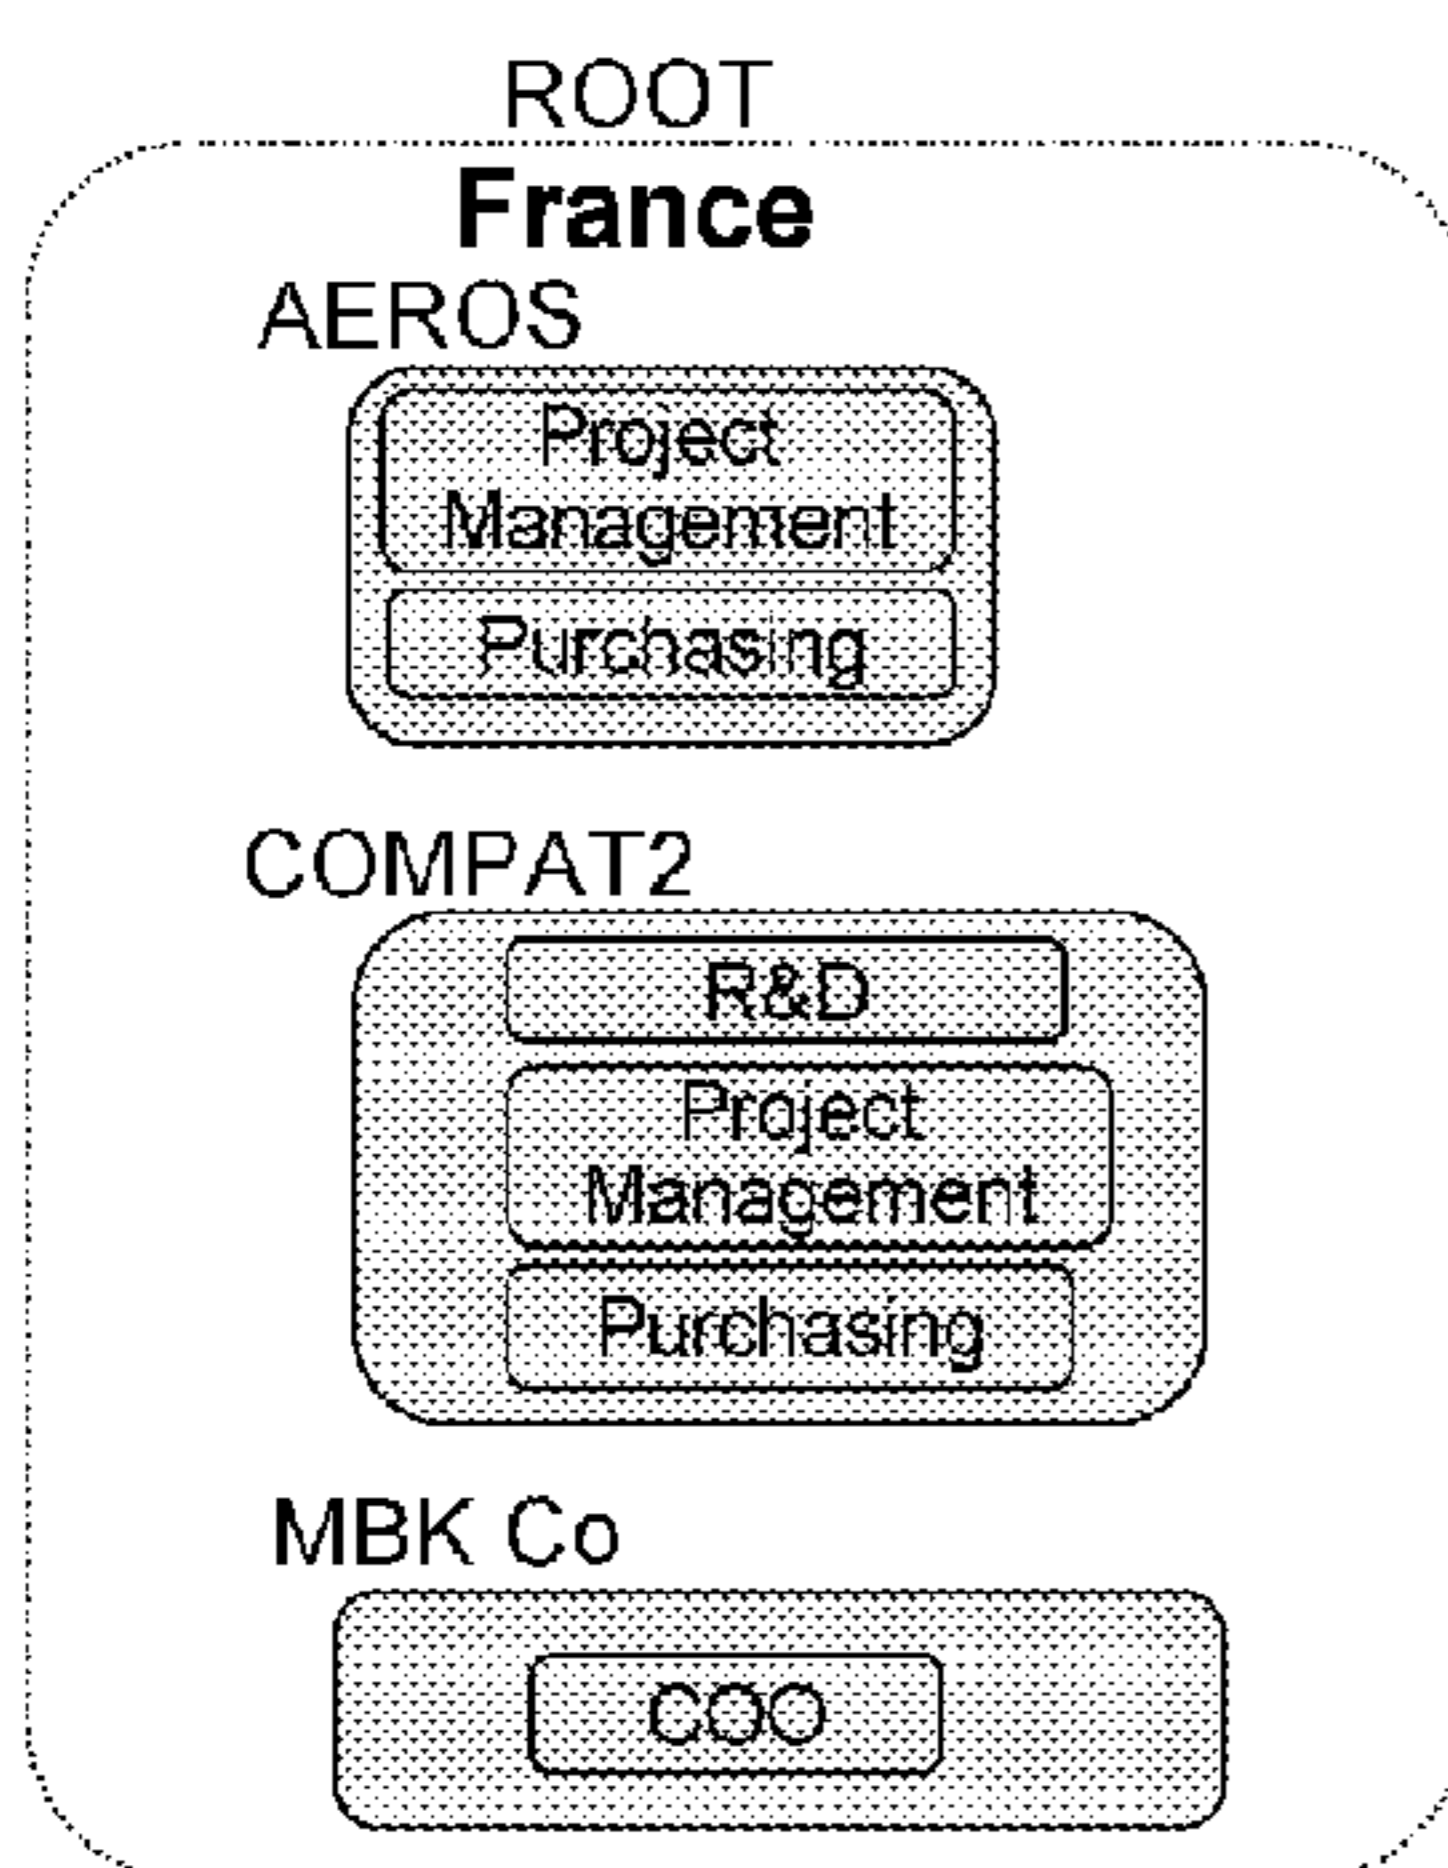 ROOT
France
AEROS
Project
Management
Purchasing
COMPAT2
R&D
Project
Management
Purchasing
MBK Co
COO